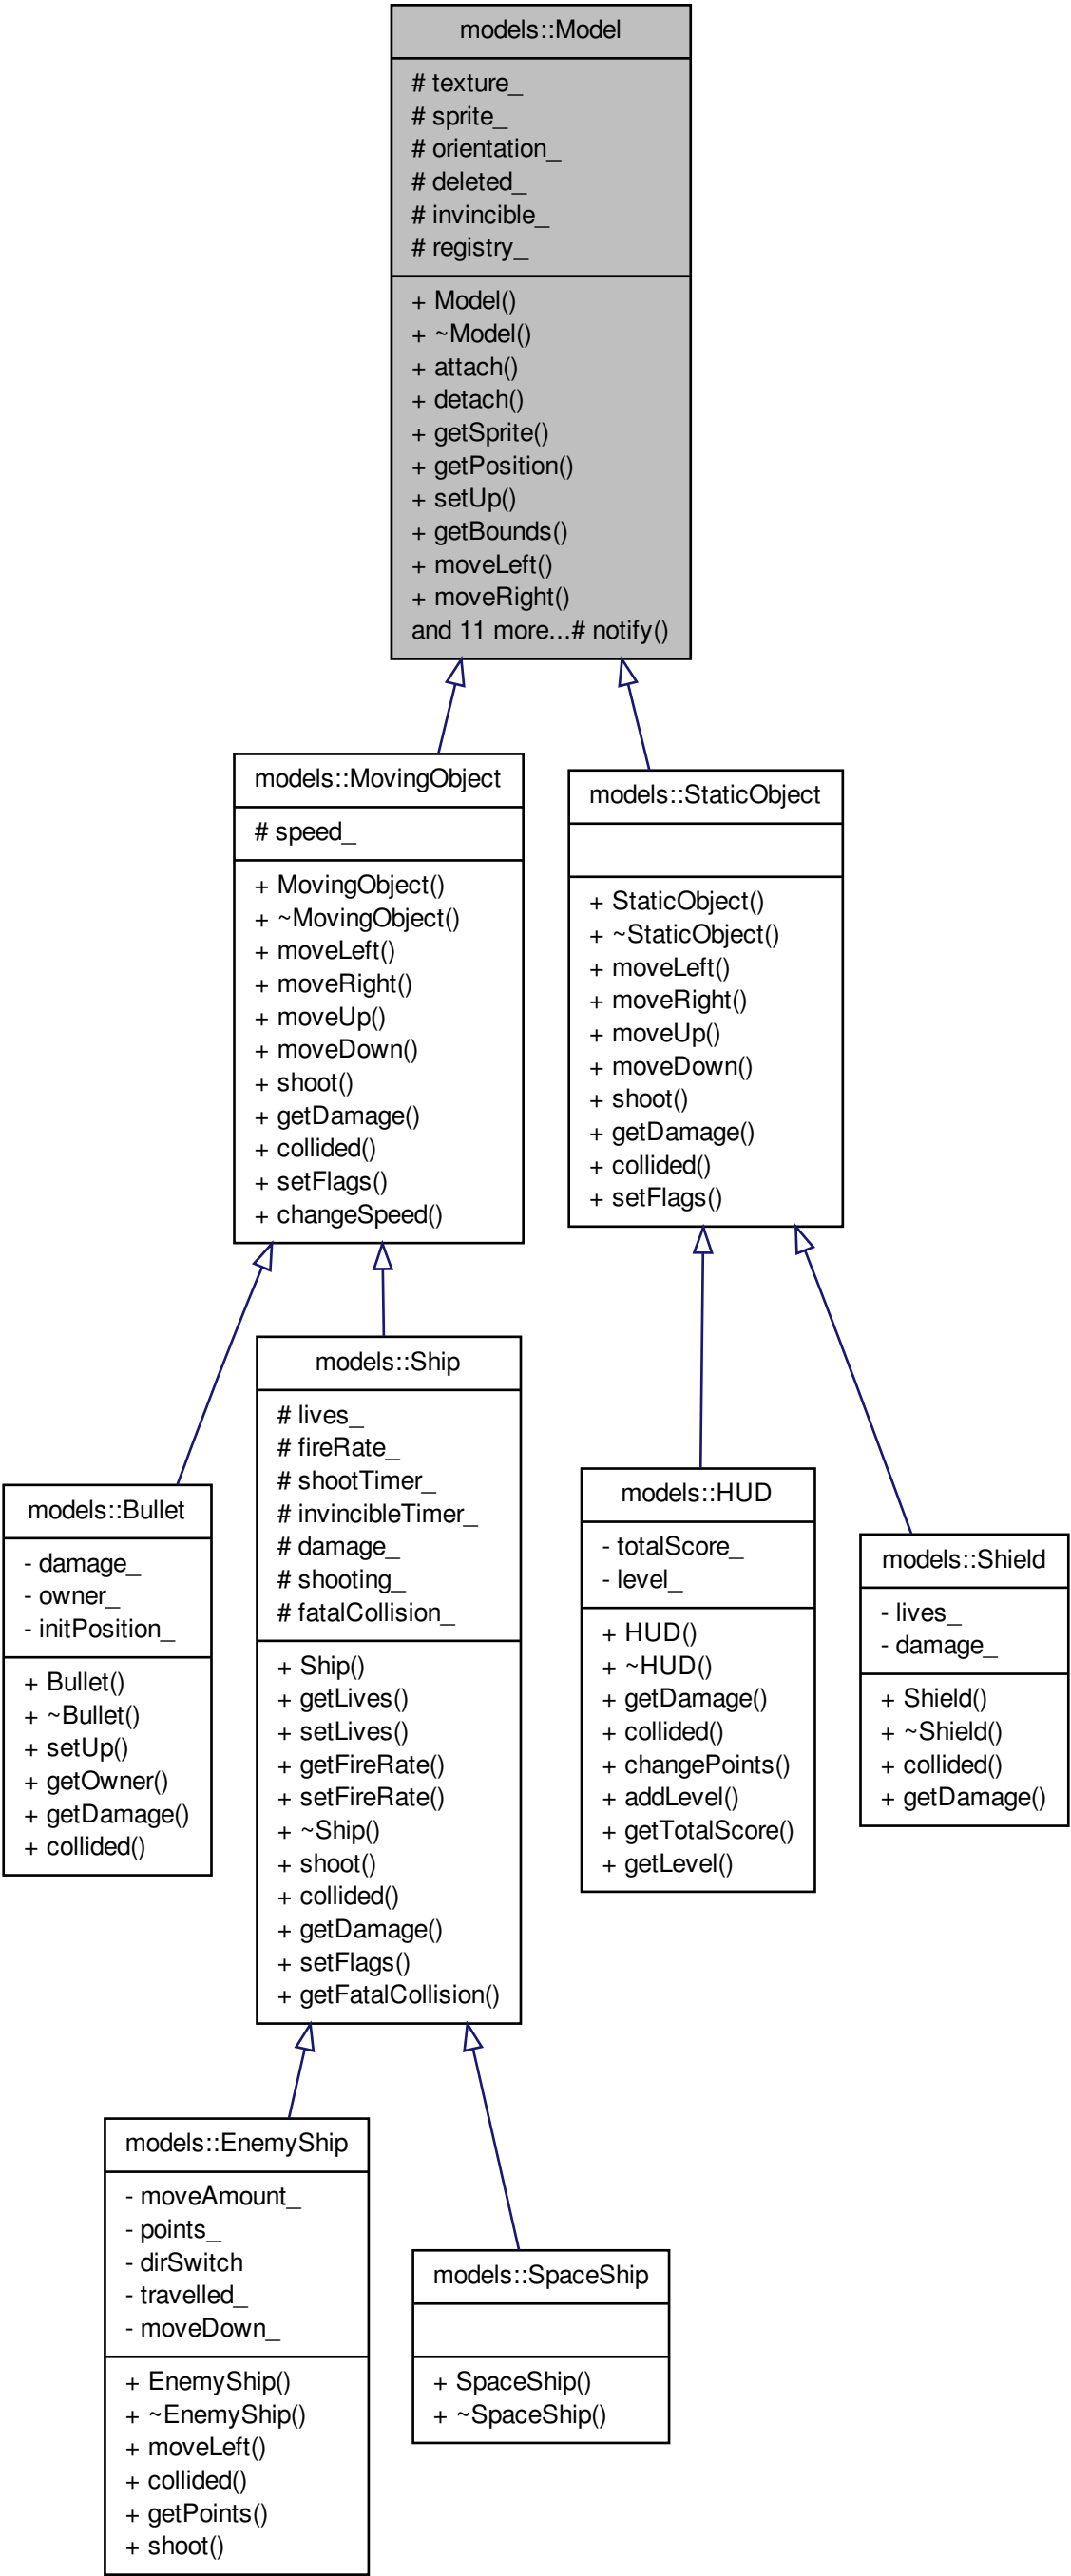 models::Model
# texture_
# sprite_
# orientation_
# deleted_
# invincible_
# registry_
+ Model()
+ ~Model()
+ attach()
+ detach()
+ getSprite()
+ getPosition()
+ setUp()
+ getBounds()
+ moveLeft()
+ moveRight()
and 11 more...# notify()
models::MovingObject
# speed_
+ MovingObject()
+ ~MovingObject()
+ moveLeft()
+ moveRight()
+ moveUp()
+ moveDown()
+ shoot()
+ getDamage()
+ collided()
+ setFlags()
+ changeSpeed()
models::StaticObject
+ StaticObject()
+ ~StaticObject()
+ moveLeft()
+ moveRight()
+ moveUp()
+ moveDown()
+ shoot()
+ getDamage()
+ collided()
+ setFlags()
models::Bullet
- damage_
- owner_
- initPosition_
+ Bullet()
+ ~Bullet()
+ setUp()
+ getOwner()
+ getDamage()
+ collided()
models::Ship
# lives_
# fireRate_
# shootTimer_
# invincibleTimer_
# damage_
# shooting_
# fatalCollision_
+ Ship()
+ getLives()
+ setLives()
+ getFireRate()
+ setFireRate()
+ ~Ship()
+ shoot()
+ collided()
+ getDamage()
+ setFlags()
+ getFatalCollision()
models::HUD
- totalScore_
- level_
+ HUD()
+ ~HUD()
+ getDamage()
+ collided()
+ changePoints()
+ addLevel()
+ getTotalScore()
+ getLevel()
models::Shield
- lives_
- damage_
+ Shield()
+ ~Shield()
+ collided()
+ getDamage()
models::EnemyShip
- moveAmount_
- points_
- dirSwitch
- travelled_
- moveDown_
+ EnemyShip()
+ ~EnemyShip()
+ moveLeft()
+ collided()
+ getPoints()
+ shoot()
models::SpaceShip
+ SpaceShip()
+ ~SpaceShip()